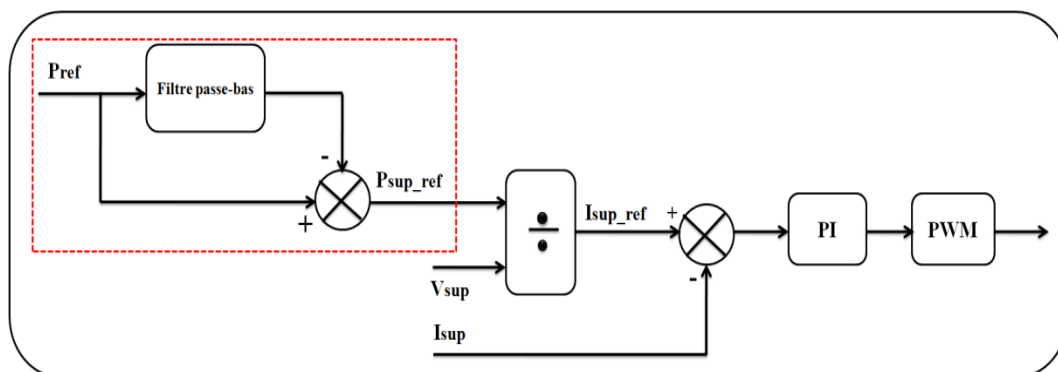 Pref
Filtre passe-bas
-
+
Psup_ref
Vsup
Isup
÷
Isup_ref
+
-
PI
PWM